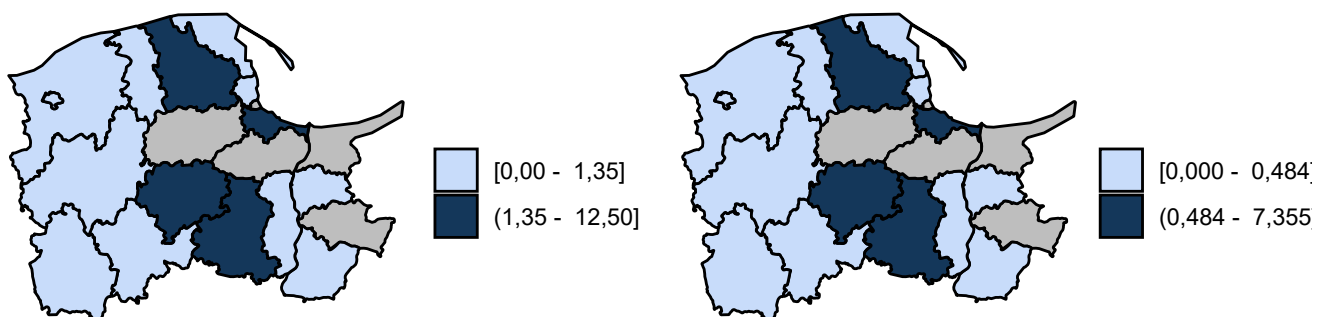 [0,00 -  1,35]
(1,35 -  12,50]
[0,000 -  0,484]
(0,484 -  7,355]